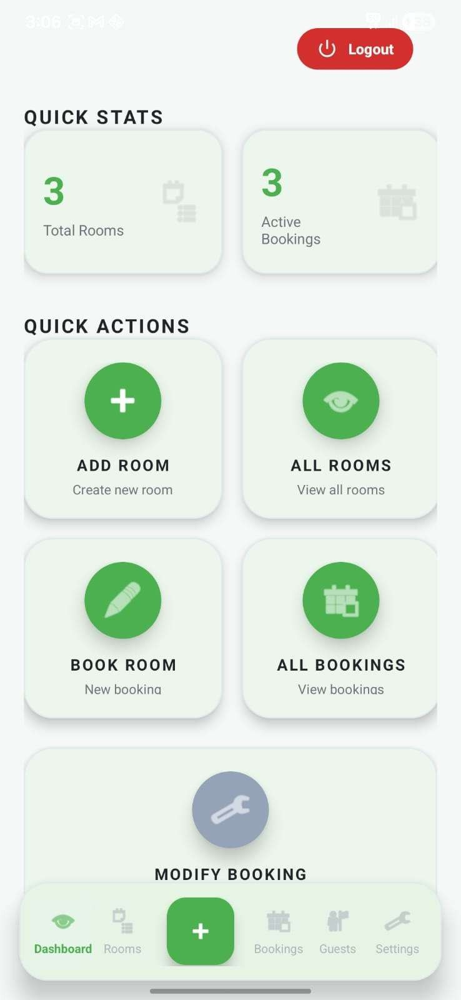 3:06
38
Logout
QUICK STATS
3
Total Rooms
3
Active
Bookings
QUICK ACTIONS
ADD ROOM
Create new room
ALL ROOMS
View all rooms
BOOK ROOM
New booking
ALL BOOKINGS
View bookings
MODIFY BOOKING
Dashboard
Rooms
Bookings
Guests
Settings